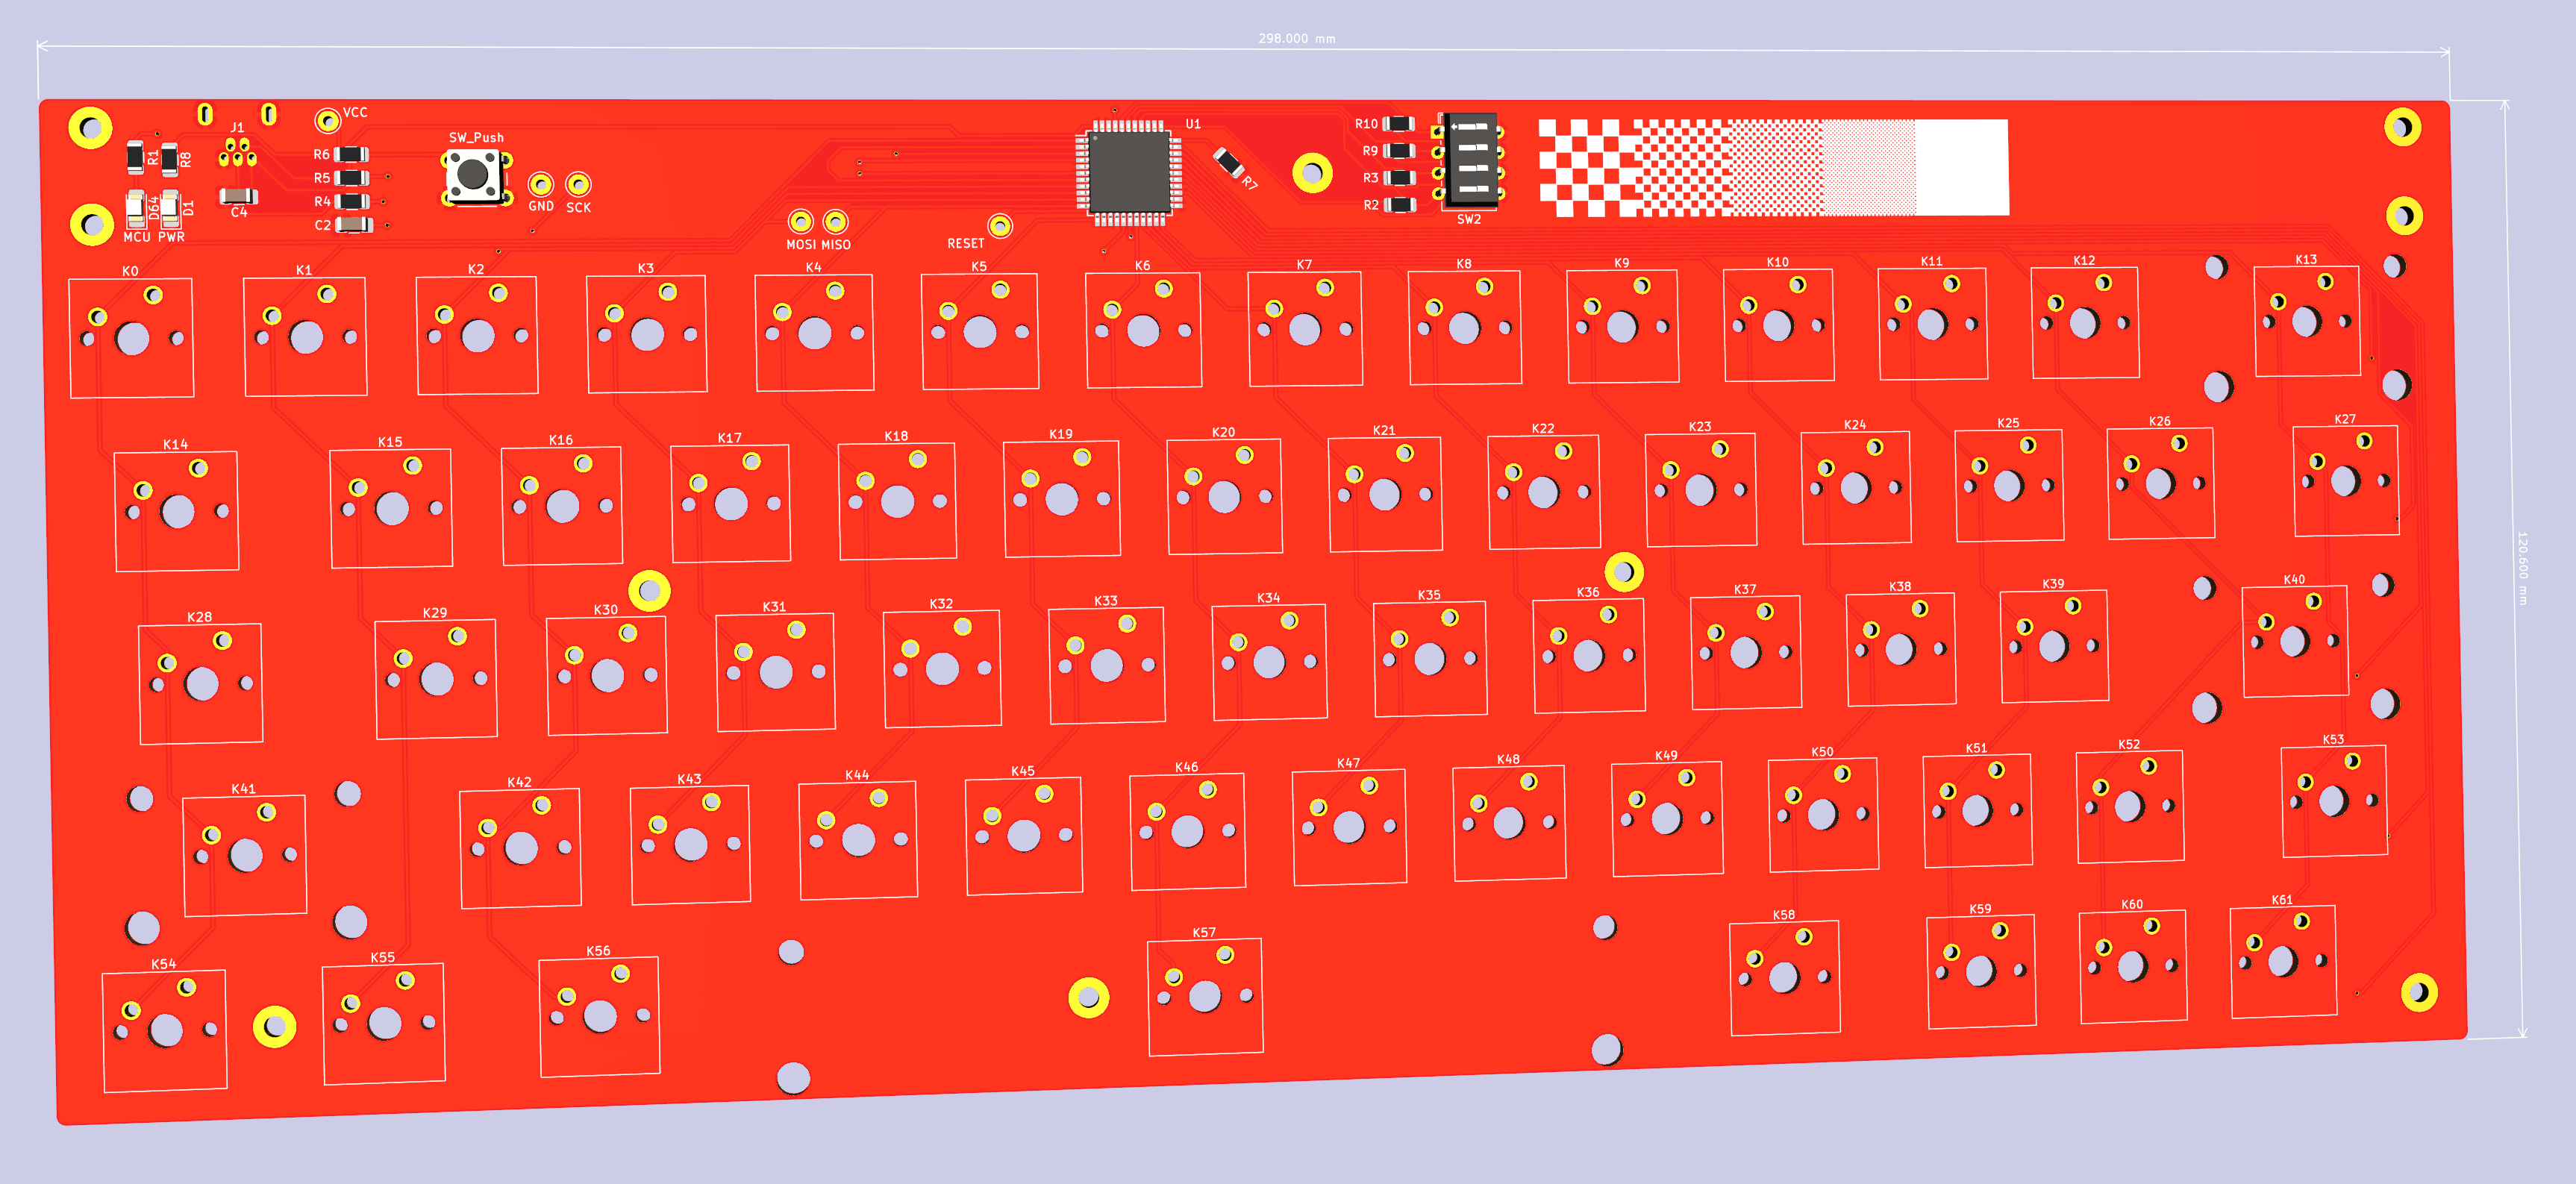 298.000 mm
120.600 mm
J1
VCC
SW_Push
R1
R8
R6
R5
R4
C2
C4
D64
D1
MCU PWR
GND
SCK
MOSI MISO
RESET
U1
R7
R10
R9
R3
R2
SW2
K0 K1 K2 K3 K4 K5 K6 K7 K8 K9 K10 K11 K12 K13
K14 K15 K16 K17 K18 K19 K20 K21 K22 K23 K24 K25 K26 K27
K28 K29 K30 K31 K32 K33 K34 K35 K36 K37 K38 K39 K40
K41 K42 K43 K44 K45 K46 K47 K48 K49 K50 K51 K52 K53
K54 K55 K56 K57 K58 K59 K60 K61